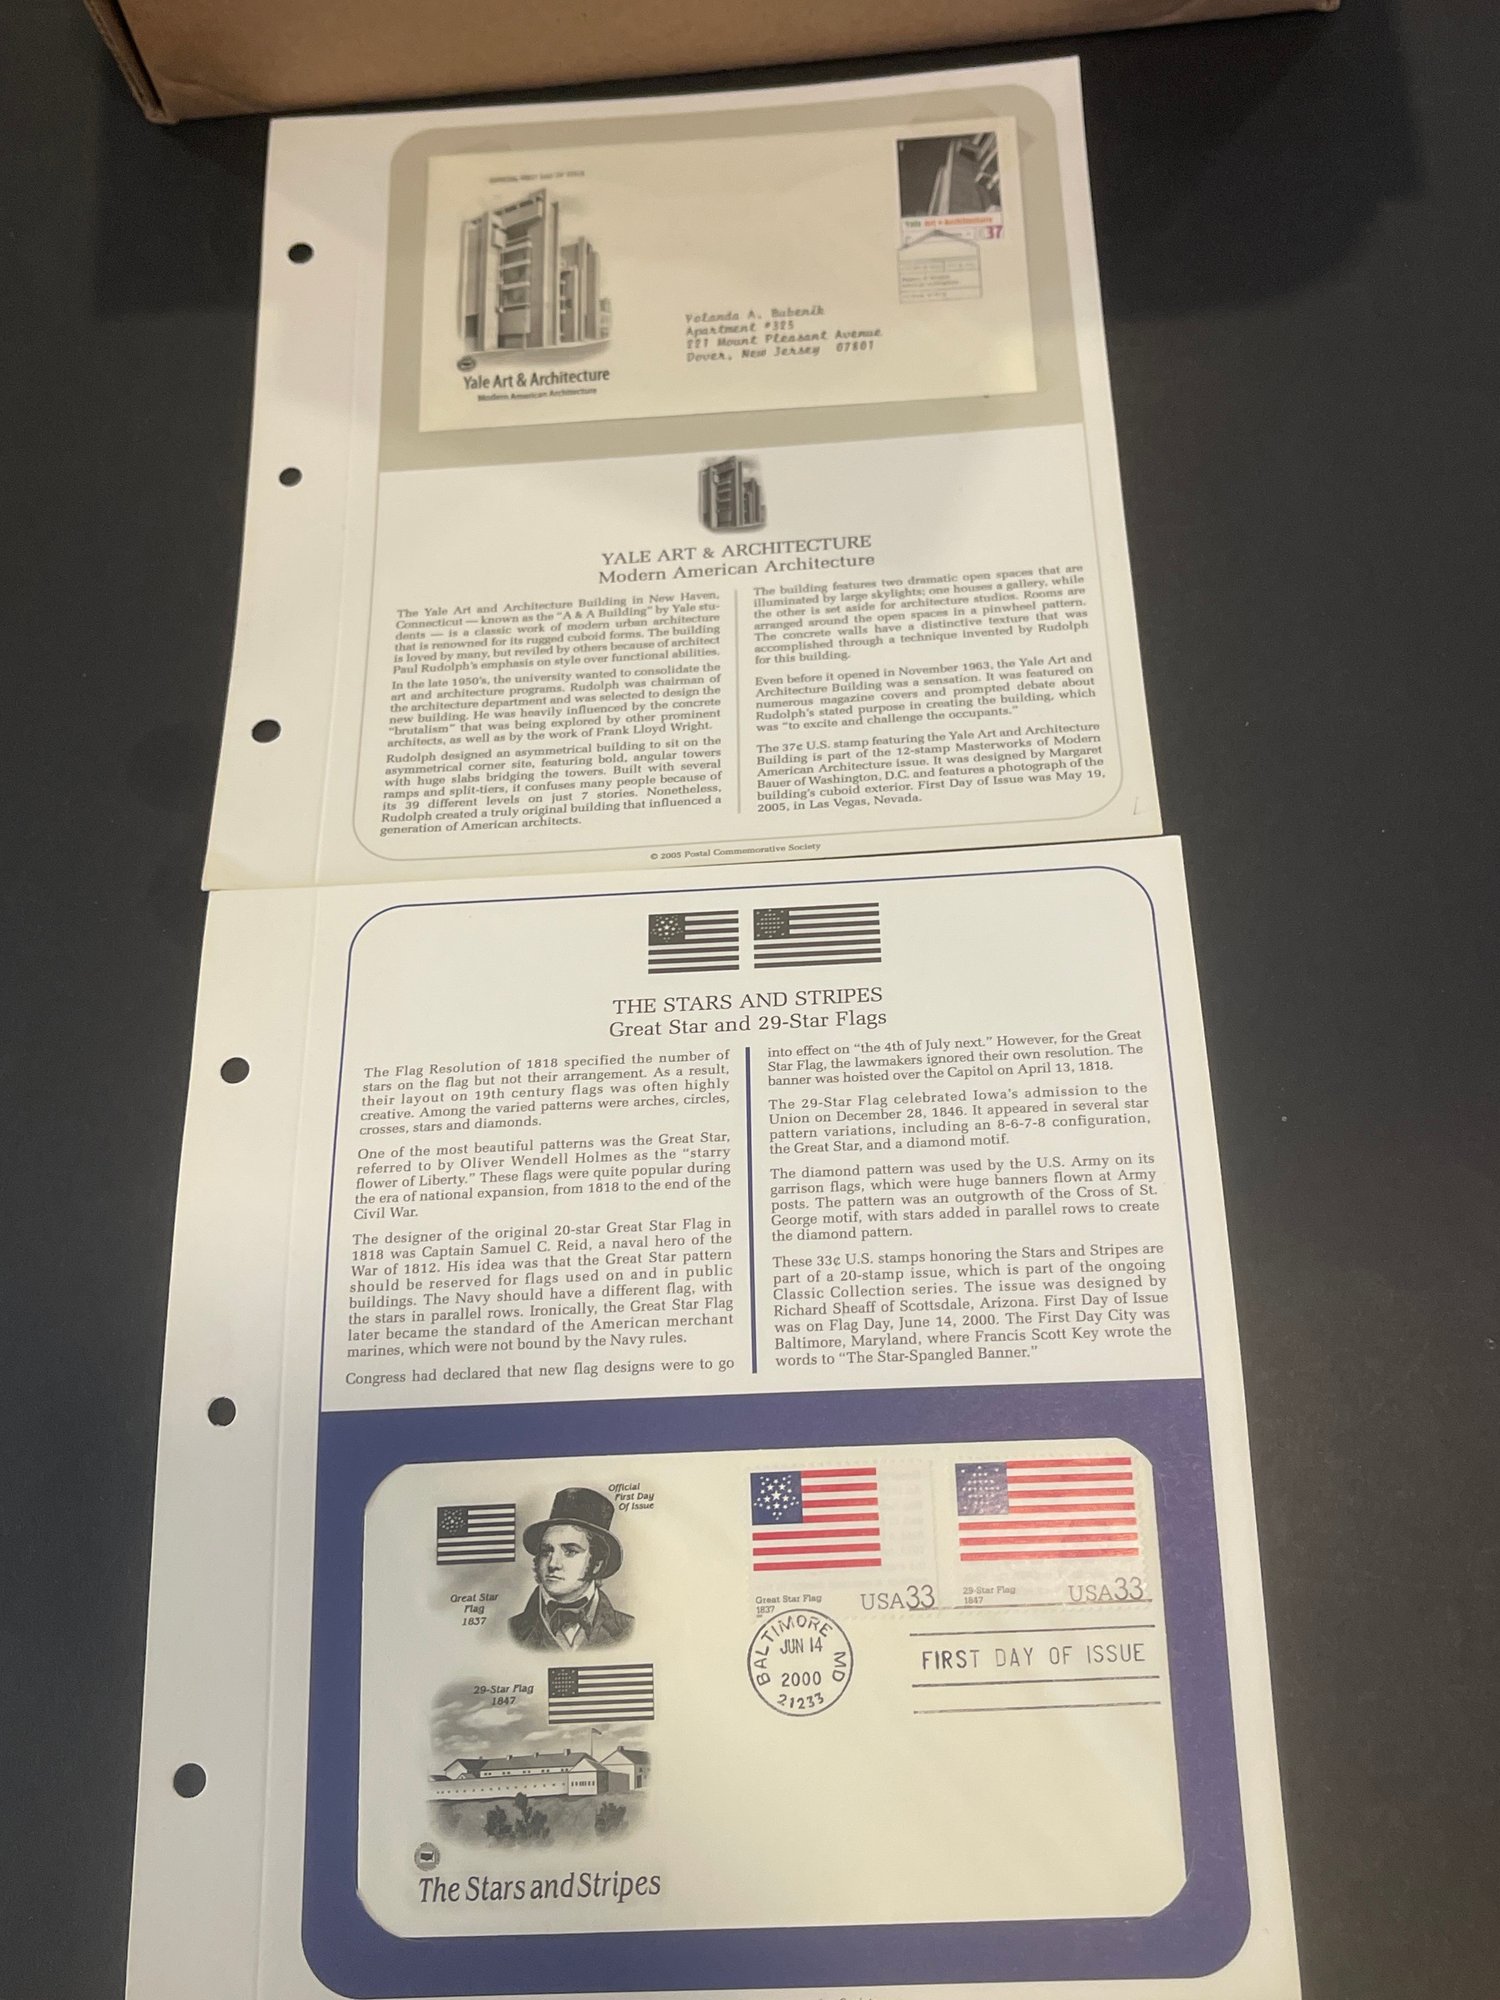 OFFICIAL FIRST DAY OF ISSUE
Yale Art & Architecture
Modern American Architecture
Yale Art + Architecture
37
Yolanda A. Bubenik
Apartment #325
221 Mount Pleasant Avenue
Dover, New Jersey 07801
YALE ART & ARCHITECTURE
Modern American Architecture
The Yale Art and Architecture Building in New Haven,
Connecticut — known as the "A & A Building" by Yale stu-
dents — is a classic work of modern urban architecture
that is renowned for its rugged cuboid forms. The building
is loved by many, but reviled by others because of architect
Paul Rudolph's emphasis on style over functional abilities.
In the late 1950's, the university wanted to consolidate the
art and architecture programs. Rudolph was chairman of
the architecture department and was selected to design the
new building. He was heavily influenced by the concrete
"brutalism" that was being explored by other prominent
architects, as well as by the work of Frank Lloyd Wright.
Rudolph designed an asymmetrical building to sit on the
asymmetrical corner site, featuring bold, angular towers
with huge slabs bridging the towers. Built with several
ramps and split-tiers, it confuses many people because of
its 39 different levels on just 7 stories. Nonetheless,
Rudolph created a truly original building that influenced a
generation of American architects.
The building features two dramatic open spaces that are
illuminated by large skylights; one houses a gallery, while
the other is set aside for architecture studios. Rooms are
arranged around the open spaces in a pinwheel pattern.
The concrete walls have a distinctive texture that was
accomplished through a technique invented by Rudolph
for this building.
Even before it opened in November 1963, the Yale Art and
Architecture Building was a sensation. It was featured on
numerous magazine covers and prompted debate about
Rudolph's stated purpose in creating the building, which
was "to excite and challenge the occupants."
The 37¢ U.S. stamp featuring the Yale Art and Architecture
Building is part of the 12-stamp Masterworks of Modern
American Architecture issue. It was designed by Margaret
Bauer of Washington, D.C. and features a photograph of the
building's cuboid exterior. First Day of Issue was May 19,
2005, in Las Vegas, Nevada.
© 2005 Postal Commemorative Society
THE STARS AND STRIPES
Great Star and 29-Star Flags
The Flag Resolution of 1818 specified the number of
stars on the flag but not their arrangement. As a result,
their layout on 19th century flags was often highly
creative. Among the varied patterns were arches, circles,
crosses, stars and diamonds.
One of the most beautiful patterns was the Great Star,
referred to by Oliver Wendell Holmes as the "starry
flower of Liberty." These flags were quite popular during
the era of national expansion, from 1818 to the end of the
Civil War.
The designer of the original 20-star Great Star Flag in
1818 was Captain Samuel C. Reid, a naval hero of the
War of 1812. His idea was that the Great Star pattern
should be reserved for flags used on and in public
buildings. The Navy should have a different flag, with
the stars in parallel rows. Ironically, the Great Star Flag
later became the standard of the American merchant
marines, which were not bound by the Navy rules.
Congress had declared that new flag designs were to go
into effect on "the 4th of July next." However, for the Great
Star Flag, the lawmakers ignored their own resolution. The
banner was hoisted over the Capitol on April 13, 1818.
The 29-Star Flag celebrated Iowa's admission to the
Union on December 28, 1846. It appeared in several star
pattern variations, including an 8-6-7-8 configuration,
the Great Star, and a diamond motif.
The diamond pattern was used by the U.S. Army on its
garrison flags, which were huge banners flown at Army
posts. The pattern was an outgrowth of the Cross of St.
George motif, with stars added in parallel rows to create
the diamond pattern.
These 33¢ U.S. stamps honoring the Stars and Stripes are
part of a 20-stamp issue, which is part of the ongoing
Classic Collection series. The issue was designed by
Richard Sheaff of Scottsdale, Arizona. First Day of Issue
was on Flag Day, June 14, 2000. The First Day City was
Baltimore, Maryland, where Francis Scott Key wrote the
words to "The Star-Spangled Banner."
Official
First Day
Of Issue
Great Star
Flag
1837
29-Star Flag
1847
The Stars and Stripes
Great Star Flag
1837
USA33
29-Star Flag
1847
USA33
BALTIMORE MD
JUN 14
2000
21233
FIRST DAY OF ISSUE